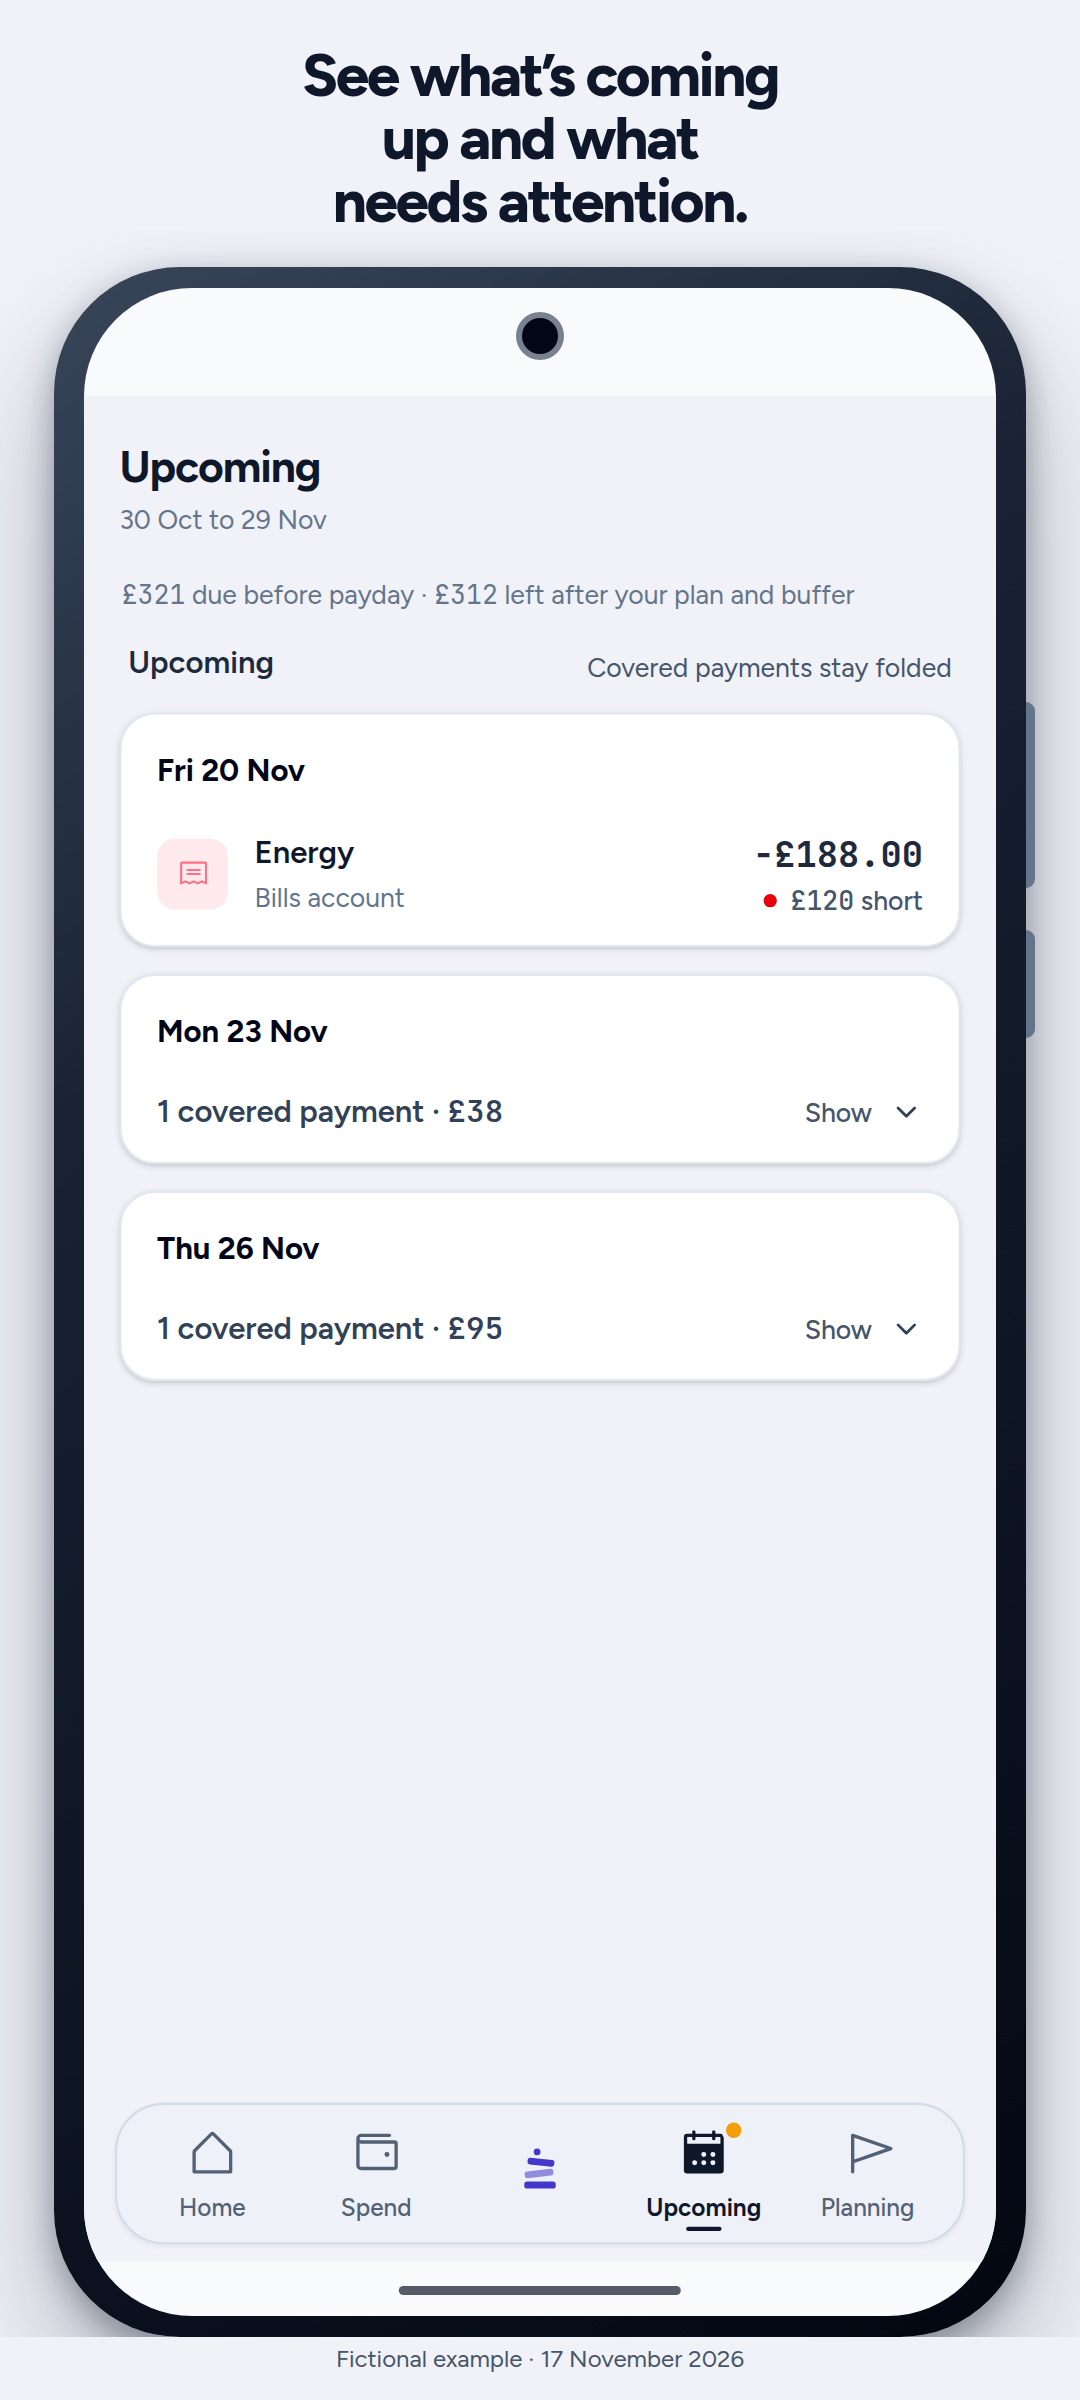 See what’s coming
up and what
needs attention.
Upcoming
30 Oct to 29 Nov
£321 due before payday · £312 left after your plan and buffer
Upcoming
Covered payments stay folded
Fri 20 Nov
Energy
-£188.00
Bills account
£120 short
Mon 23 Nov
1 covered payment · £38
Show
Thu 26 Nov
1 covered payment · £95
Show
Home
Spend
Upcoming
Planning
Fictional example · 17 November 2026